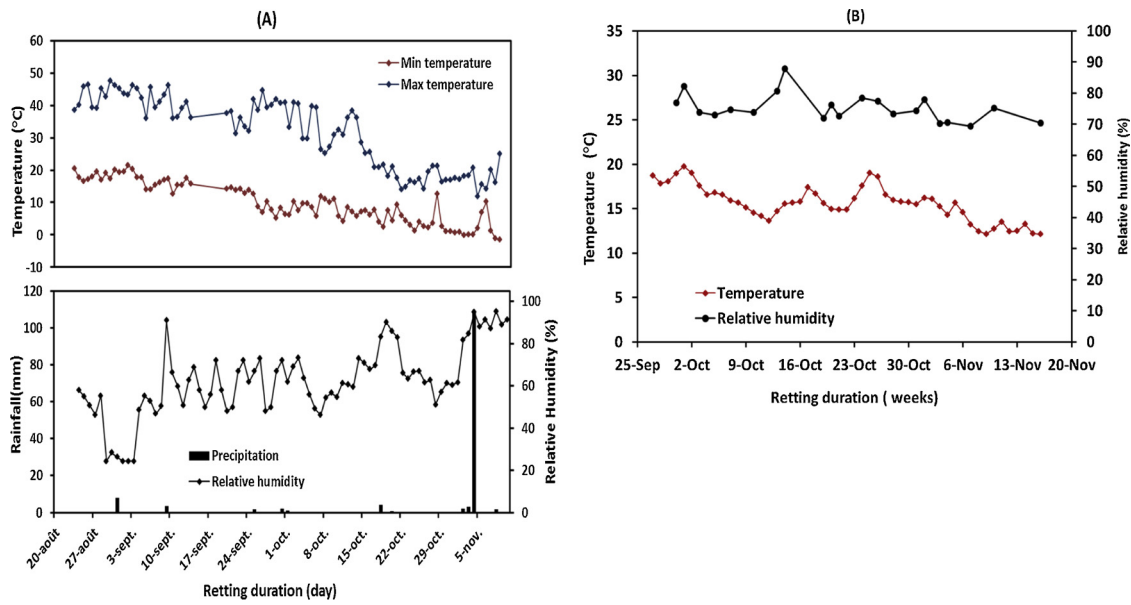 (A)
60
50
40
30
20
10
0
-10
Temperature (°C)
Min temperature
Max temperature
120
100
80
60
40
20
0
Rainfall(mm)
100
80
60
40
20
0
Relative Humidity (%)
Precipitation
Relative humidity
20-août 27-août 3-sept. 10-sept. 17-sept. 24-sept. 1-oct. 8-oct. 15-oct. 22-oct. 29-oct. 5-nov.
Retting duration (day)
(B)
35
30
25
20
15
10
5
0
Temperature (°C)
100
90
80
70
60
50
40
30
20
10
0
Relative humidity (%)
Temperature
Relative humidity
25-Sep 2-Oct 9-Oct 16-Oct 23-Oct 30-Oct 6-Nov 13-Nov 20-Nov
Retting duration ( weeks)